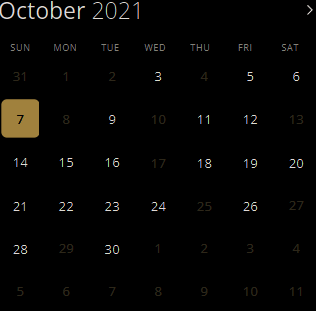 October 2021
SUN MON TUE WED THU FRI SAT
31 1 2 3 4 5 6
7 8 9 10 11 12 13
14 15 16 17 18 19 20
21 22 23 24 25 26 27
28 29 30 1 2 3 4
5 6 7 8 9 10 11